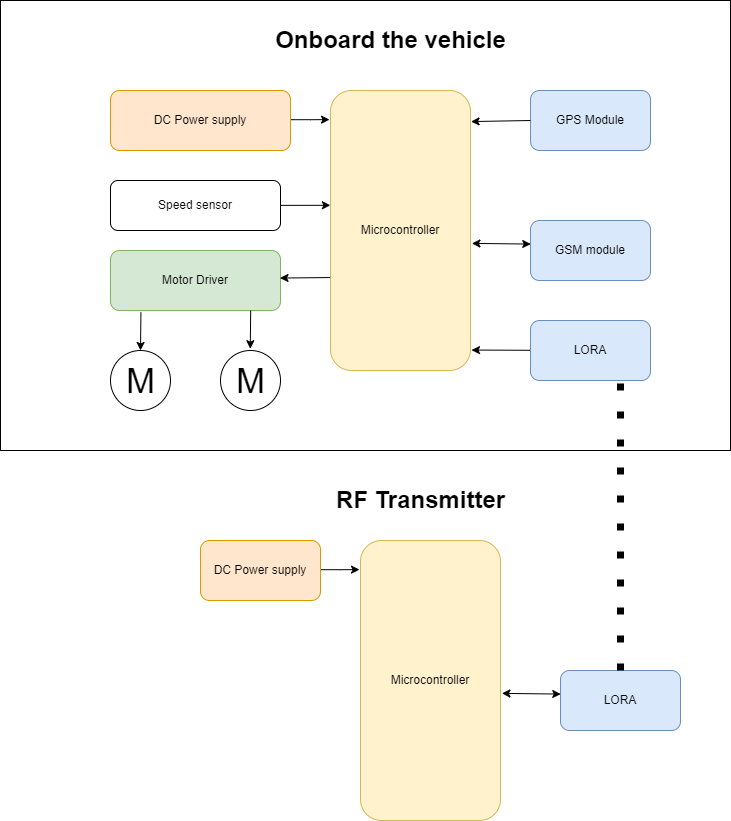 Onboard the vehicle
DC Power supply
GPS Module
Speed sensor
Microcontroller
GSM module
Motor Driver
LORA
M
M
RF Transmitter
DC Power supply
Microcontroller
LORA